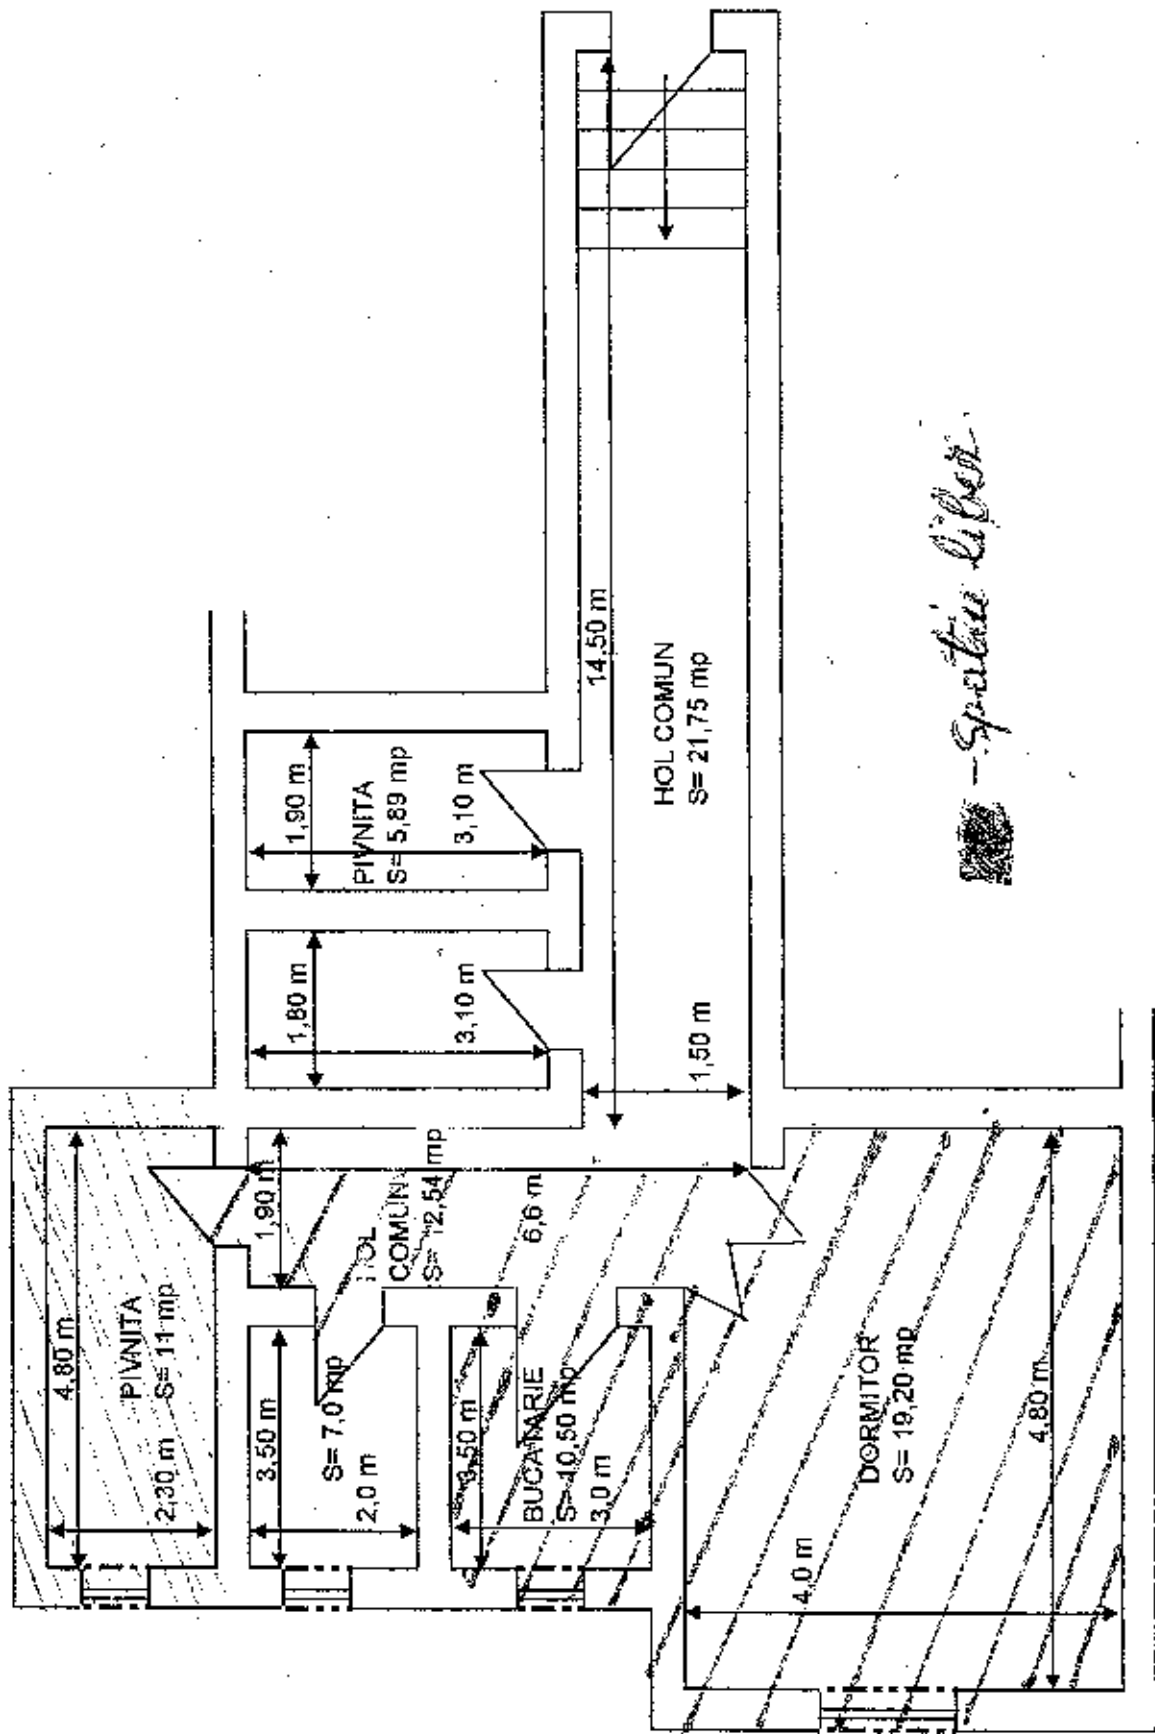 4,80 m
PIVNITA
S= 11 mp
2,30 m
3,50 m
S= 7,0 mp
2,0 m
3,50 m
BUCATARIE
S= 10,50 mp
3,0 m
1,90 m
HOL
COMUN
S= 12,54 mp
6,6 m
1,80 m
3,10 m
1,90 m
PIVNITA
S= 5,89 mp
3,10 m
14,50 m
HOL COMUN
S= 21,75 mp
1,50 m
DORMITOR
S= 19,20 mp
4,80 m
4,0 m
- Spatiu liber